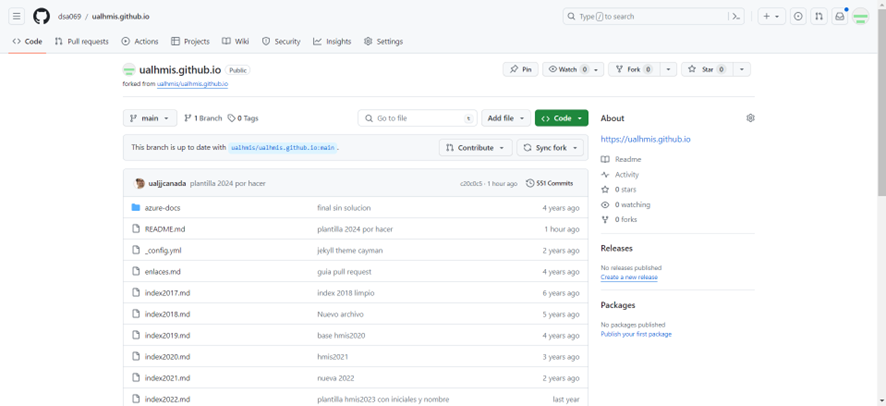 dsa069 / ualhmis.github.io
Type / to search
Code Pull requests Actions Projects Wiki Security Insights Settings
ualhmis.github.io Public
Pin Watch 0 Fork 0 Star 0
forked from ualhmis/ualhmis.github.io
main 1 Branch 0 Tags
Go to file t
Add file
Code
This branch is up to date with ualhmis/ualhmis.github.io:main.
Contribute Sync fork
ualjjcanada plantilla 2024 por hacer
c20c8c5 · 1 hour ago 551 Commits
azure-docs final sin solucion 4 years ago
README.md plantilla 2024 por hacer 1 hour ago
_config.yml jekyll theme cayman 2 years ago
enlaces.md guia pull request 4 years ago
index2017.md index 2018 limpio 6 years ago
index2018.md Nuevo archivo 5 years ago
index2019.md base hmis2020 4 years ago
index2020.md hmis2021 3 years ago
index2021.md nueva 2022 2 years ago
index2022.md plantilla hmis2023 con iniciales y nombre last year
About
https://ualhmis.github.io
Readme
Activity
0 stars
0 watching
0 forks
Releases
No releases published
Create a new release
Packages
No packages published
Publish your first package